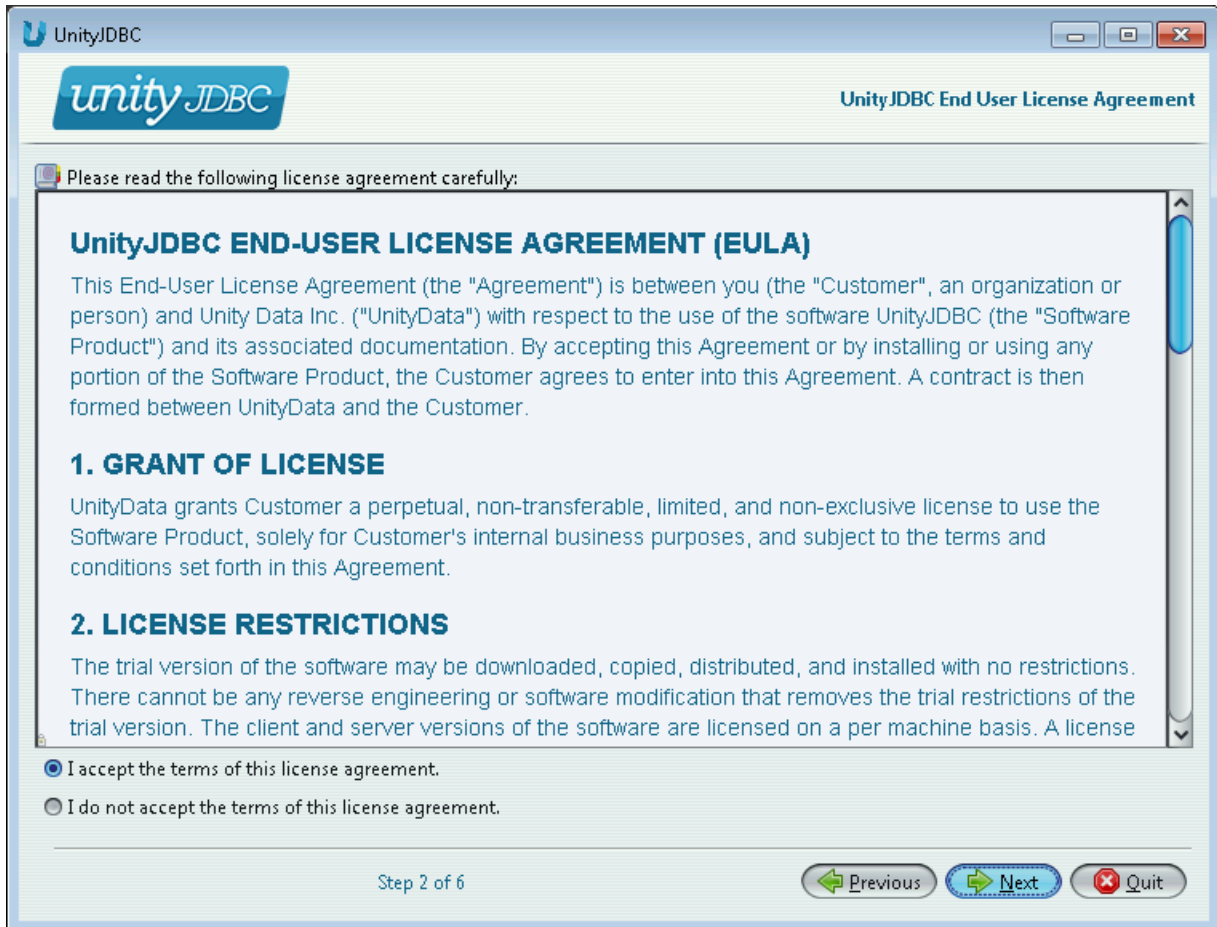 UnityJDBC
unity JDBC
UnityJDBC End User License Agreement
Please read the following license agreement carefully:
UnityJDBC END-USER LICENSE AGREEMENT (EULA)
This End-User License Agreement (the "Agreement") is between you (the "Customer", an organization or
person) and Unity Data Inc. ("UnityData") with respect to the use of the software UnityJDBC (the "Software
Product") and its associated documentation. By accepting this Agreement or by installing or using any
portion of the Software Product, the Customer agrees to enter into this Agreement. A contract is then
formed between UnityData and the Customer.
1. GRANT OF LICENSE
UnityData grants Customer a perpetual, non-transferable, limited, and non-exclusive license to use the
Software Product, solely for Customer's internal business purposes, and subject to the terms and
conditions set forth in this Agreement.
2. LICENSE RESTRICTIONS
The trial version of the software may be downloaded, copied, distributed, and installed with no restrictions.
There cannot be any reverse engineering or software modification that removes the trial restrictions of the
trial version. The client and server versions of the software are licensed on a per machine basis. A license
I accept the terms of this license agreement.
I do not accept the terms of this license agreement.
Step 2 of 6
Previous
Next
Quit